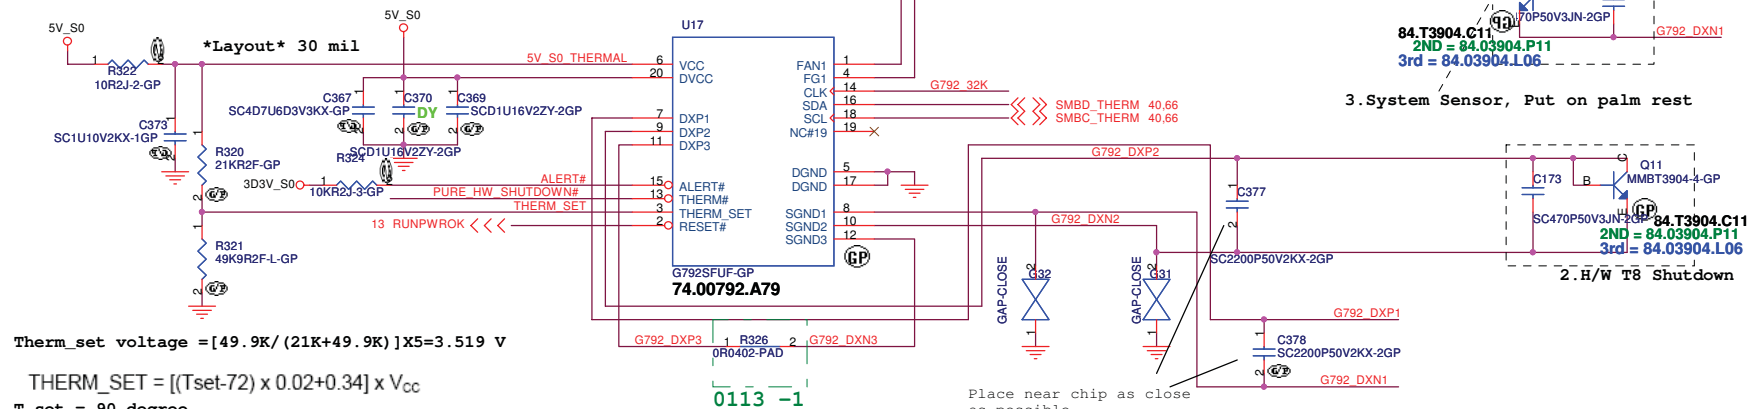 5V_S0
5V_S0
*Layout* 30 mil
R322
10R2J-2-GP
1
5V_S0_THERMAL
C367
SC4D7U6D3V3KX-GP
C370
DY
C369
SCD1U16V2ZY-2GP
SCD1U16V2ZY-2GP
C373
SC1U10V2KX-1GP
R320
21KR2F-GP
R324
10KR2J-3-GP
3D3V_S0
1
ALERT#
PURE_HW_SHUTDOWN#
THERM_SET
13 RUNPWROK
R321
49K9R2F-L-GP
U17
6 VCC
20 DVCC
7 DXP1
9 DXP2
11 DXP3
15 ALERT#
13 THERM#
3 THERM_SET
2 RESET#
FAN1 1
FG1 4
CLK 14
SDA 16
SCL 18
NC#19 19
DGND 5
DGND 17
SGND1 8
SGND2 10
SGND3 12
G792SFUF-GP
74.00792.A79
GP
G792_32K
SMBD_THERM 40,66
SMBC_THERM 40,66
G792_DXP2
G792_DXN2
C377
SC2200P50V2KX-2GP
GAP-CLOSE
G32
GAP-CLOSE
G31
G792_DXP3
1 R326 2
0R0402-PAD
G792_DXN3
0113 -1
G792_DXP1
C378
SC2200P50V2KX-2GP
G792_DXN1
Place near chip as close
as possible
70P50V3JN-2GP
G792_DXN1
84.T3904.C11
2ND = 84.03904.P11
3rd = 84.03904.L06
3.System Sensor, Put on palm rest
C173
SC470P50V3JN-2GP
Q11
MMBT3904-4-GP
B
C
E
GP
84.T3904.C11
2ND = 84.03904.P11
3rd = 84.03904.L06
2.H/W T8 Shutdown
Therm_set voltage =[49.9K/(21K+49.9K)]X5=3.519 V
THERM_SET = [(Tset-72) x 0.02+0.34] x VCC
T set = 90 degree